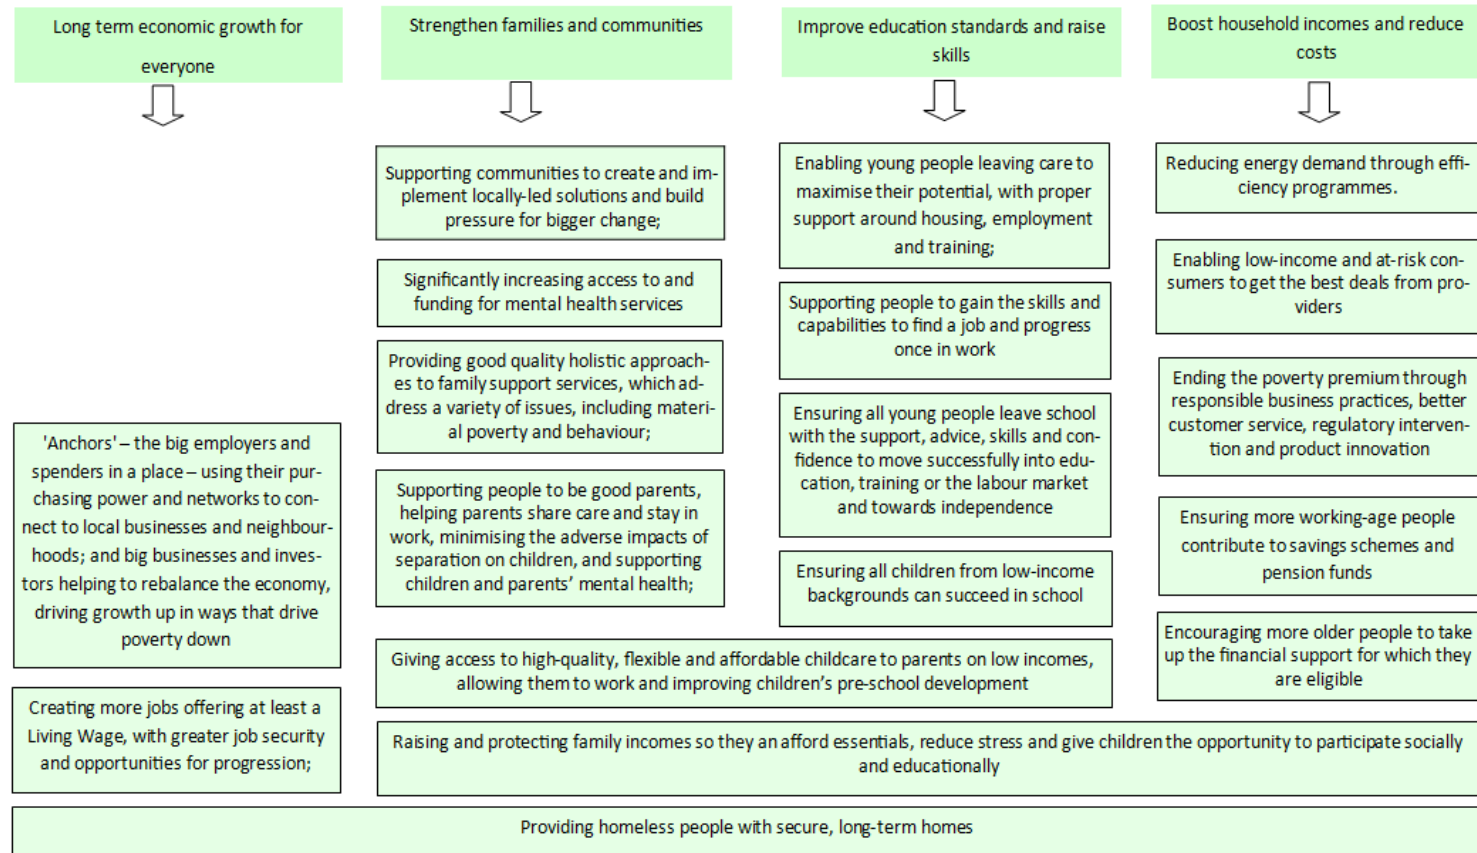 Long term economic growth for
everyone
Strengthen families and communities
Improve education standards and raise
skills
Boost household incomes and reduce
costs
'Anchors' – the big employers and
spenders in a place – using their pur-
chasing power and networks to con-
nect to local businesses and neighbour-
hoods; and big businesses and inves-
tors helping to rebalance the economy,
driving growth up in ways that drive
poverty down
Creating more jobs offering at least a
Living Wage, with greater job security
and opportunities for progression;
Supporting communities to create and im-
plement locally-led solutions and build
pressure for bigger change;
Significantly increasing access to and
funding for mental health services
Providing good quality holistic approach-
es to family support services, which ad-
dress a variety of issues, including materi-
al poverty and behaviour;
Supporting people to be good parents,
helping parents share care and stay in
work, minimising the adverse impacts of
separation on children, and supporting
children and parents’ mental health;
Enabling young people leaving care to
maximise their potential, with proper
support around housing, employment
and training;
Supporting people to gain the skills and
capabilities to find a job and progress
once in work
Ensuring all young people leave school
with the support, advice, skills and con-
fidence to move successfully into edu-
cation, training or the labour market
and towards independence
Ensuring all children from low-income
backgrounds can succeed in school
Reducing energy demand through effi-
ciency programmes.
Enabling low-income and at-risk con-
sumers to get the best deals from pro-
viders
Ending the poverty premium through
responsible business practices, better
customer service, regulatory interven-
tion and product innovation
Ensuring more working-age people
contribute to savings schemes and
pension funds
Encouraging more older people to take
up the financial support for which they
are eligible
Giving access to high-quality, flexible and affordable childcare to parents on low incomes,
allowing them to work and improving children’s pre-school development
Raising and protecting family incomes so they an afford essentials, reduce stress and give children the opportunity to participate socially
and educationally
Providing homeless people with secure, long-term homes